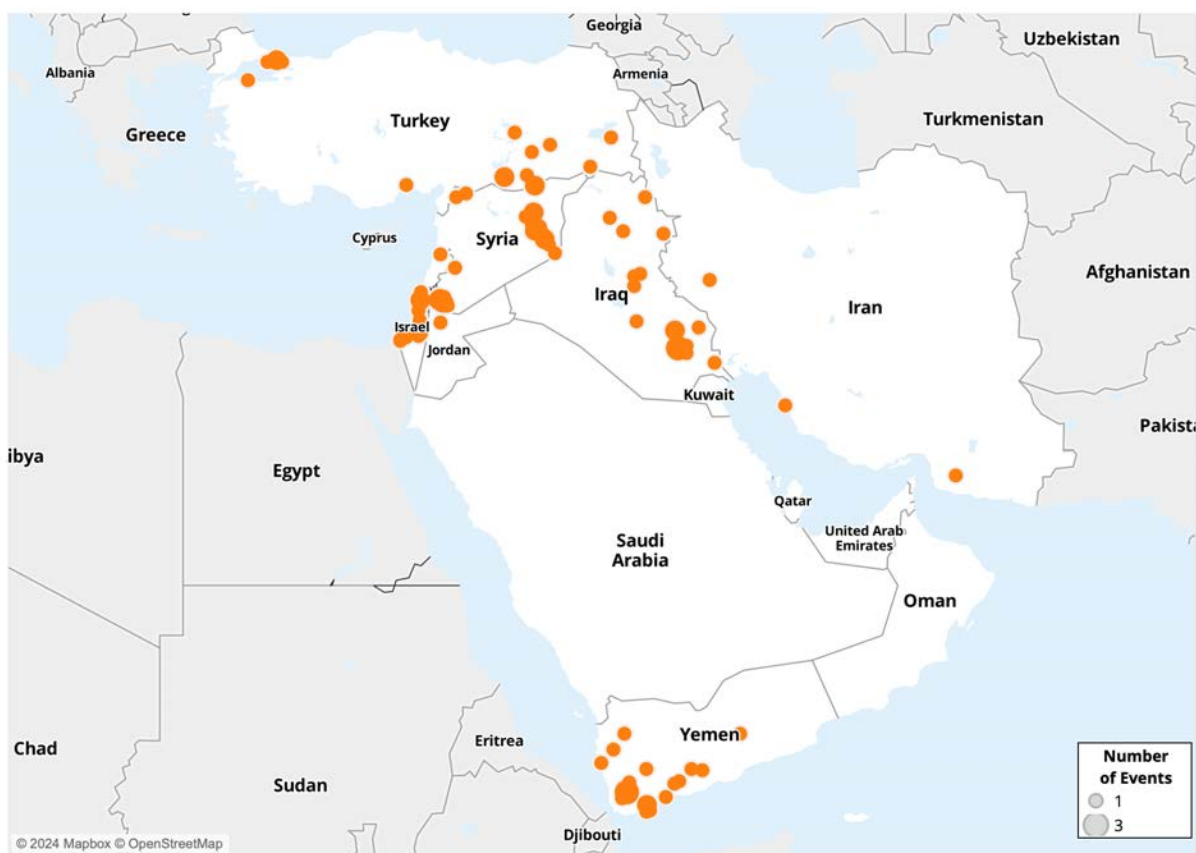 Georgia
Uzbekistan
Albania
Armenia
Greece
Turkey
Turkmenistan
Cyprus
Syria
Afghanistan
Iraq
Iran
Israel
Jordan
Kuwait
Pakista
ibya
Egypt
Qatar
United Arab
Emirates
Saudi
Arabia
Oman
Eritrea
Yemen
Chad
Sudan
Djibouti
Number
of Events
1
3
© 2024 Mapbox © OpenStreetMap